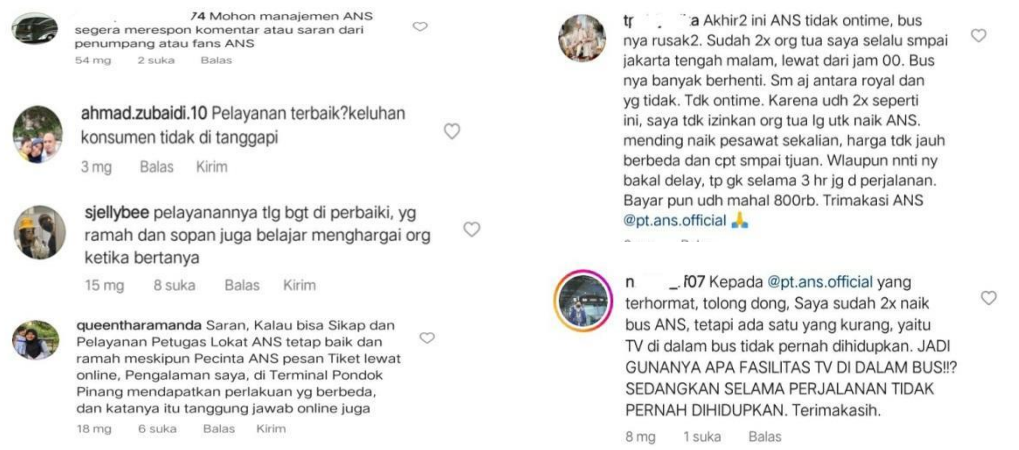 74 Mohon manajemen ANS
segera merespon komentar atau saran dari
penumpang atau fans ANS
54 mg 2 suka Balas
ahmad.zubaidi.10 Pelayanan terbaik?keluhan
konsumen tidak di tanggapi
3 mg Balas Kirim
sjellybee pelayanannya tlg bgt di perbaiki, yg
ramah dan sopan juga belajar menghargai org
ketika bertanya
15 mg 8 suka Balas Kirim
queentharamanda Saran, Kalau bisa Sikap dan
Pelayanan Petugas Lokat ANS tetap baik dan
ramah meskipun Pecinta ANS pesan Tiket lewat
online, Pengalaman saya, di Terminal Pondok
Pinang mendapatkan perlakuan yg berbeda,
dan katanya itu tanggung jawab online juga
18 mg 6 suka Balas Kirim
Akhir2 ini ANS tidak ontime, bus
nya rusak2. Sudah 2x org tua saya selalu smpai
jakarta tengah malam, lewat dari jam 00. Bus
nya banyak berhenti. Sm aj antara royal dan
yg tidak. Tdk ontime. Karena udh 2x seperti
ini, saya tdk izinkan org tua lg utk naik ANS.
mending naik pesawat sekalian, harga tdk jauh
berbeda dan cpt smpai tjuan. Wlaupun nnti ny
bakal delay, tp gk selama 3 hr jg d perjalanan.
Bayar pun udh mahal 800rb. Trimakasi ANS
@pt.ans.official 🙏
n _.f07 Kepada @pt.ans.official yang
terhormat, tolong dong, Saya sudah 2x naik
bus ANS, tetapi ada satu yang kurang, yaitu
TV di dalam bus tidak pernah dihidupkan. JADI
GUNANYA APA FASILITAS TV DI DALAM BUS!!?
SEDANGKAN SELAMA PERJALANAN TIDAK
PERNAH DIHIDUPKAN. Terimakasih.
8 mg 1 suka Balas